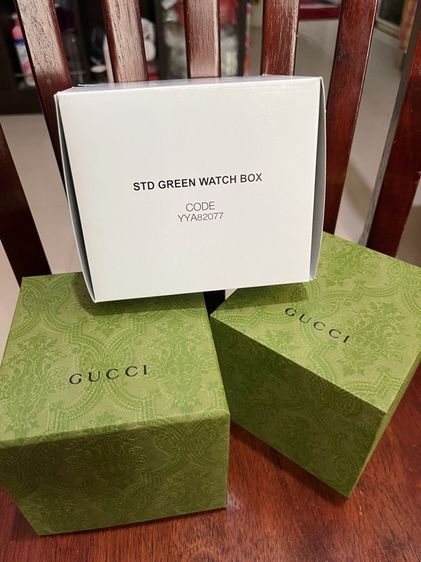 STD GREEN WATCH BOX
CODE
YYA82077
GUCCI
GUCCI